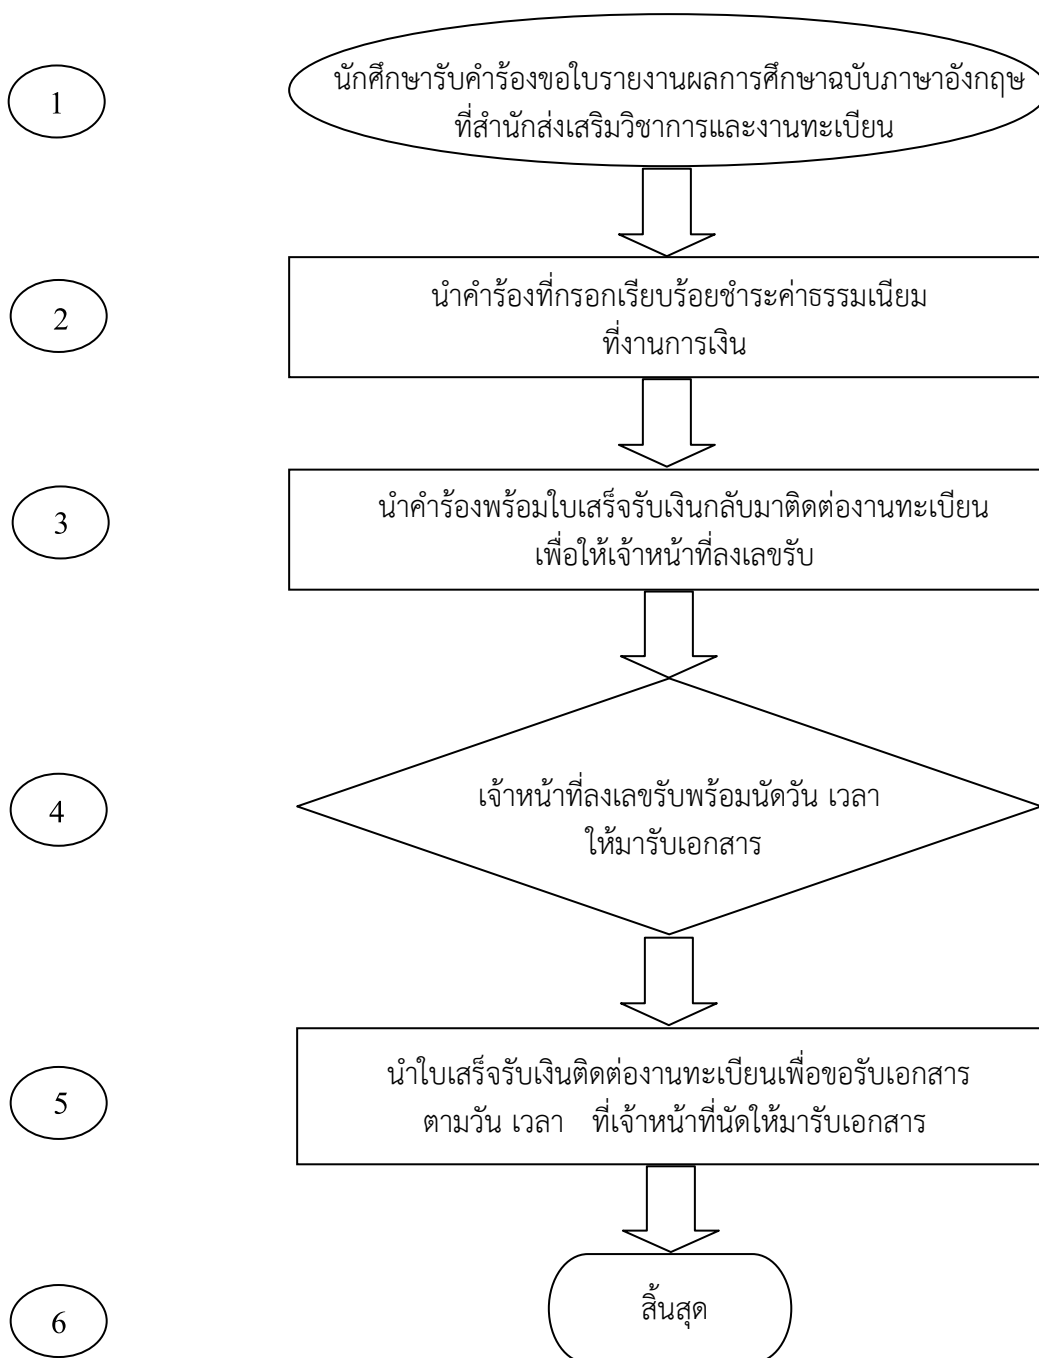 1
นักศึกษารับคำร้องขอใบรายงานผลการศึกษาฉบับภาษาอังกฤษ
ที่สำนักส่งเสริมวิชาการและงานทะเบียน
2
นำคำร้องที่กรอกเรียบร้อยชำระค่าธรรมเนียม
ที่งานการเงิน
3
นำคำร้องพร้อมใบเสร็จรับเงินกลับมาติดต่องานทะเบียน
เพื่อให้เจ้าหน้าที่ลงเลขรับ
4
เจ้าหน้าที่ลงเลขรับพร้อมนัดวัน เวลา
ให้มารับเอกสาร
5
นำใบเสร็จรับเงินติดต่องานทะเบียนเพื่อขอรับเอกสาร
ตามวัน เวลา ที่เจ้าหน้าที่นัดให้มารับเอกสาร
6
สิ้นสุด